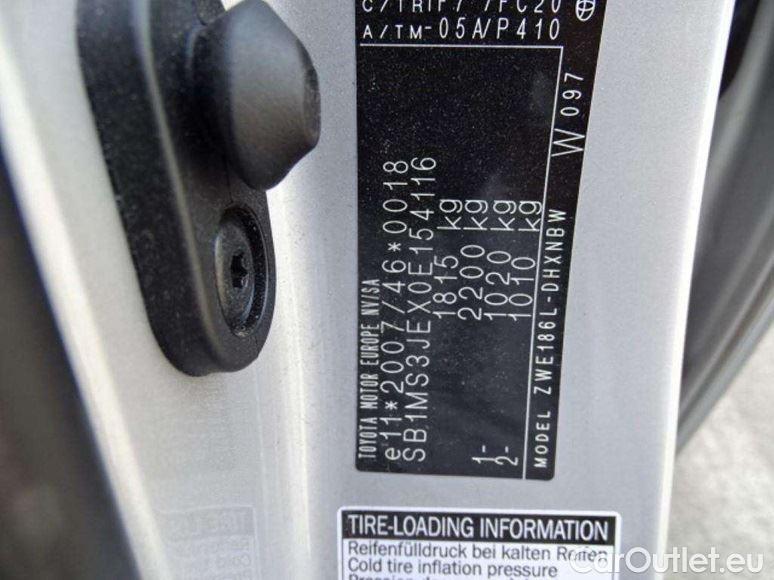 TOYOTA MOTOR EUROPE NV/SA
e11*2007/46*0018
SB1MS3JEX0E154116
1815 kg
2200 kg
1- 1020 kg
2- 1010 kg
MODEL ZWE186L-DHXNBW
W 097
A/TM-05A/P410
TIRE-LOADING INFORMATION
Reifenfülldruck bei kalten Reifen
Cold tire inflation pressure
CarOutlet.eu